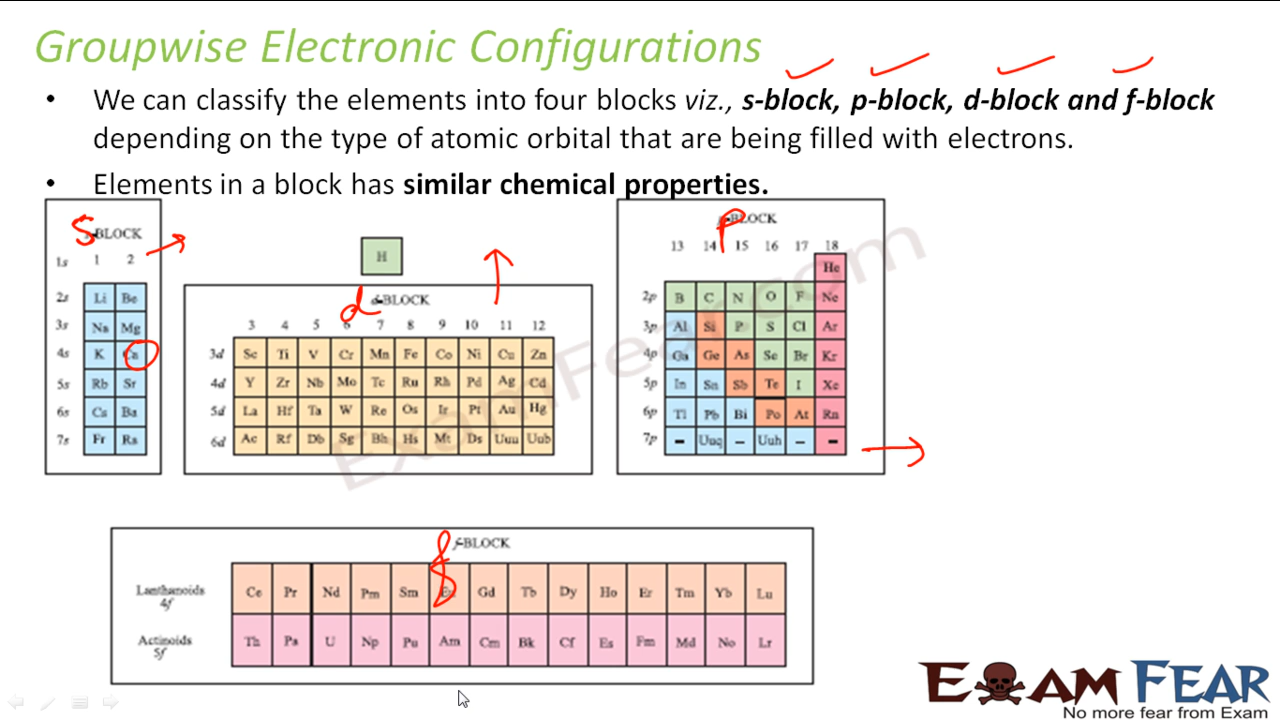 Groupwise Electronic Configurations
• We can classify the elements into four blocks viz., s-block, p-block, d-block and f-block
depending on the type of atomic orbital that are being filled with electrons.
• Elements in a block has similar chemical properties.
S BLOCK
1s 1 2
2s Li Be
3s Na Mg
4s K Ca
5s Rb Sr
6s Cs Ba
7s Fr Ra
H
d d-BLOCK
3 4 5 6 7 8 9 10 11 12
3d Sc Ti V Cr Mn Fe Co Ni Cu Zn
4d Y Zr Nb Mo Tc Ru Rh Pd Ag Cd
5d La Hf Ta W Re Os Ir Pt Au Hg
6d Ac Rf Db Sg Bh Hs Mt Ds Uuu Uub
p BLOCK
13 14 15 16 17 18
He
2p B C N O F Ne
3p Al Si P S Cl Ar
4p Ga Ge As Se Br Kr
5p In Sn Sb Te I Xe
6p Tl Pb Bi Po At Rn
7p – Uuq – Uuh – –
f f-BLOCK
Lanthanoids
4f
Ce Pr Nd Pm Sm Eu Gd Tb Dy Ho Er Tm Yb Lu
Actinoids
5f
Th Pa U Np Pu Am Cm Bk Cf Es Fm Md No Lr
ExamFear.com
EXAM FEAR
No more fear from Exam